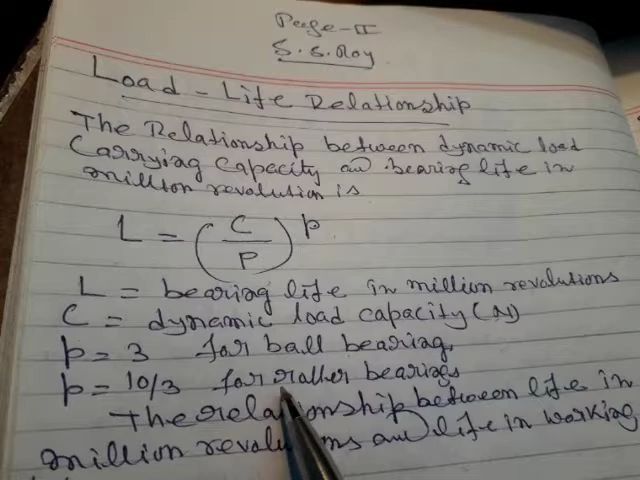 Page-II
S.S.Roy
Load-Life Relationship
The Relationship between dynamic load
Carrying Capacity and bearing life in
million revolution is
L = (C/P)^p
L = bearing life in million revolutions
C = dynamic load capacity (N)
p = 3 for ball bearing
p = 10/3 for roller bearings
The relationship between life in
million revolutions and life in working